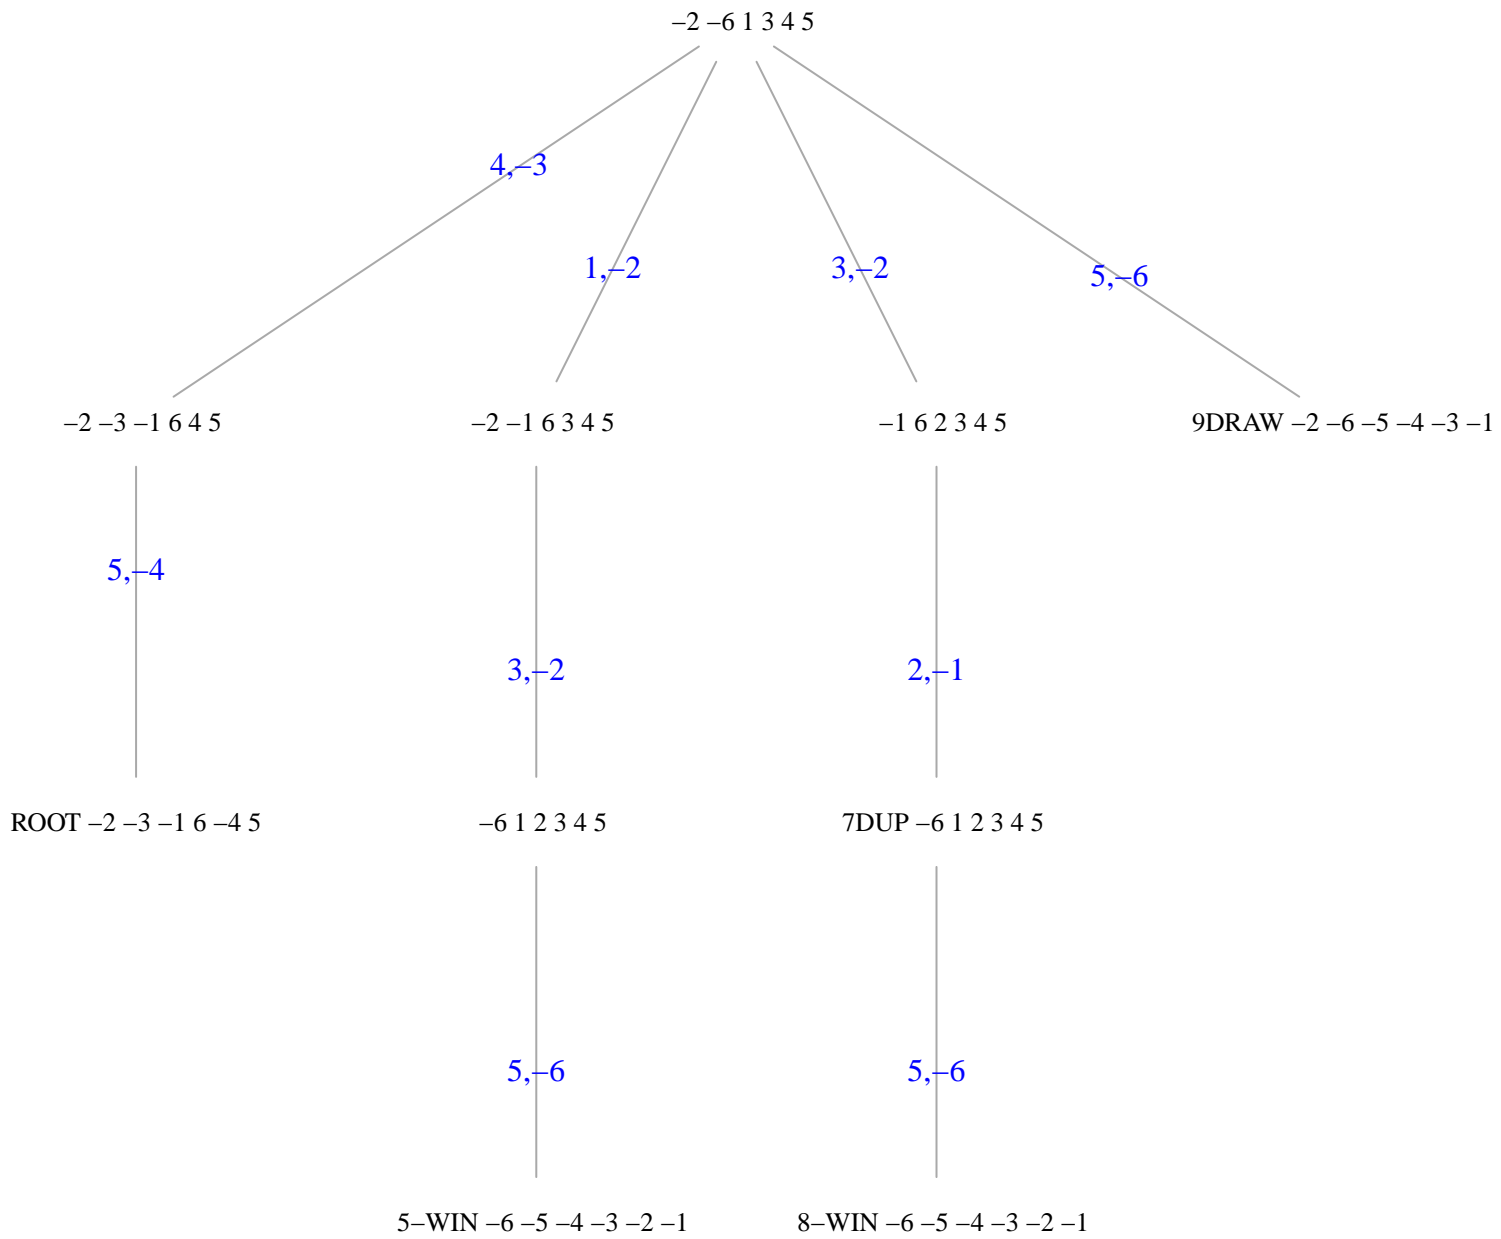 –2 –6 1 3 4 5
4,–3
1,–2
3,–2
5,–6
–2 –3 –1 6 4 5
–2 –1 6 3 4 5
–1 6 2 3 4 5
9DRAW –2 –6 –5 –4 –3 –1
5,–4
3,–2
2,–1
ROOT –2 –3 –1 6 –4 5
–6 1 2 3 4 5
7DUP –6 1 2 3 4 5
5,–6
5,–6
5–WIN –6 –5 –4 –3 –2 –1
8–WIN –6 –5 –4 –3 –2 –1